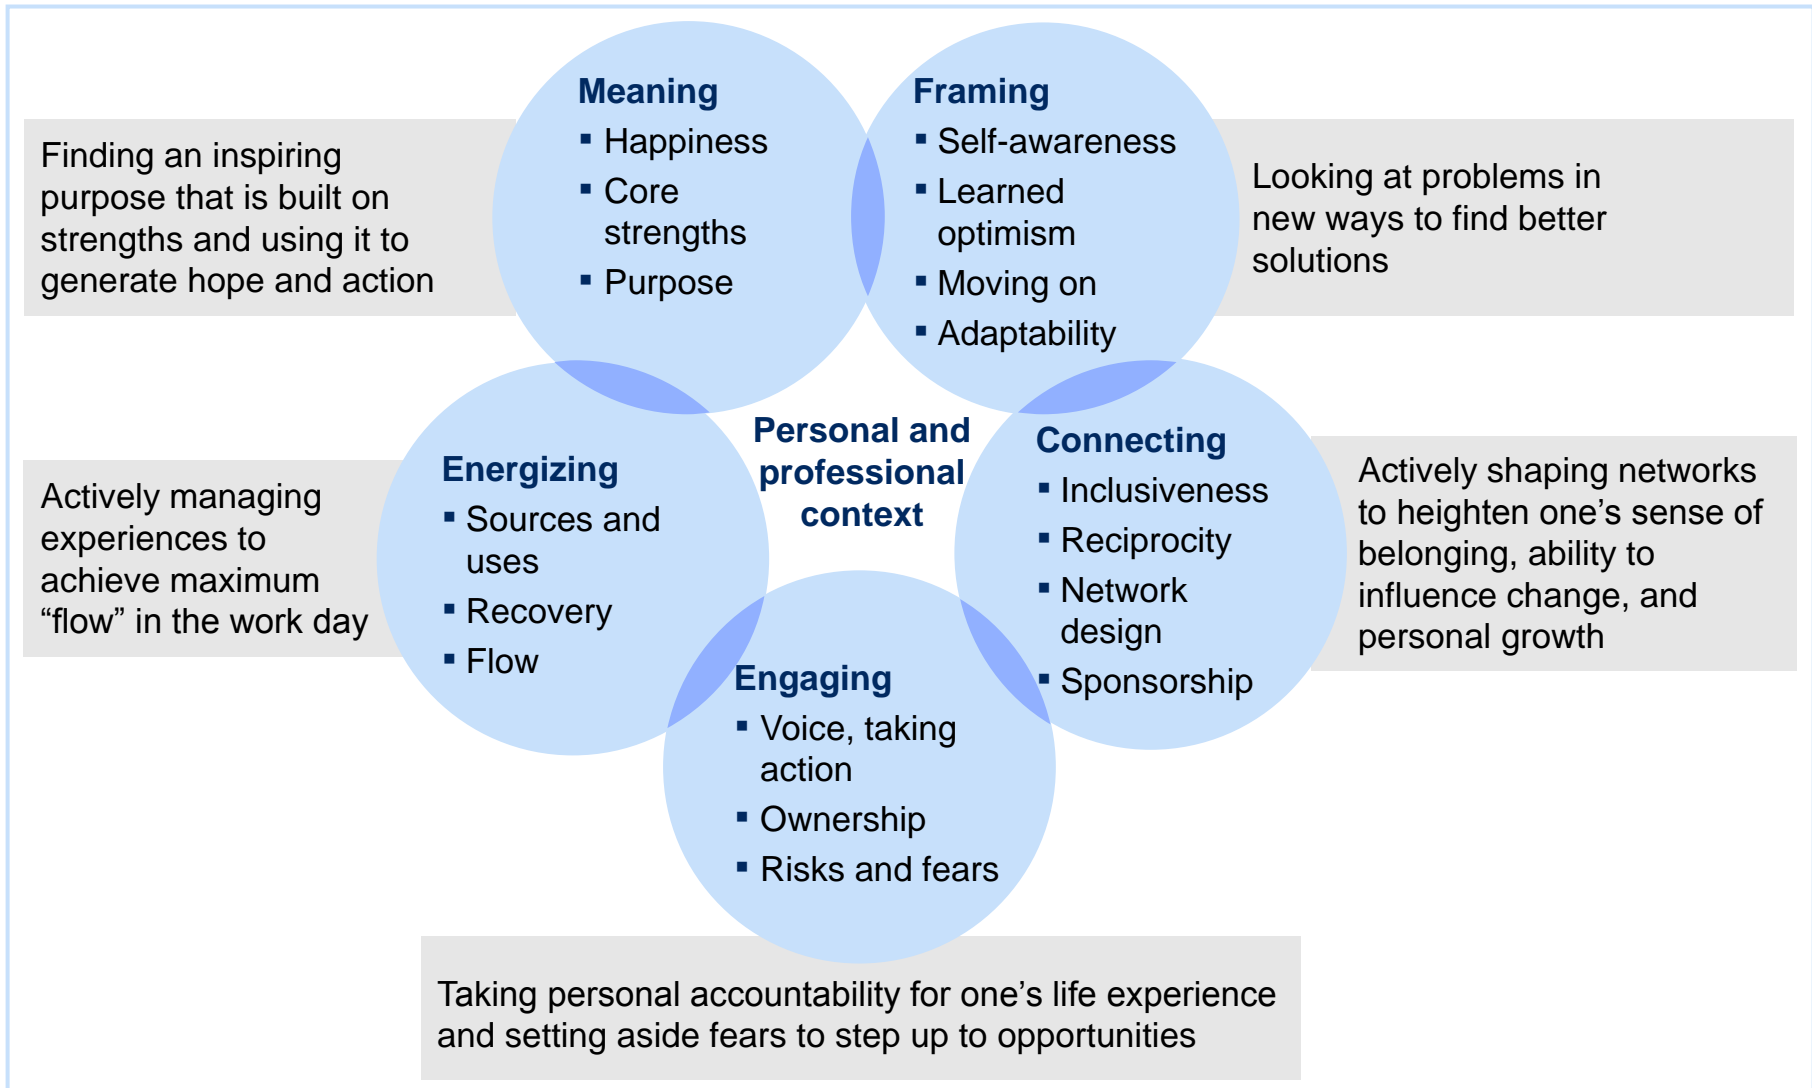 Meaning
▪ Happiness
▪ Core
strengths
▪ Purpose
Framing
▪ Self-awareness
▪ Learned
optimism
▪ Moving on
▪ Adaptability
Finding an inspiring
purpose that is built on
strengths and using it to
generate hope and action
Looking at problems in
new ways to find better
solutions
Personal and
professional
context
Energizing
▪ Sources and
uses
▪ Recovery
▪ Flow
Connecting
▪ Inclusiveness
▪ Reciprocity
▪ Network
design
▪ Sponsorship
Actively managing
experiences to
achieve maximum
“flow” in the work day
Actively shaping networks
to heighten one’s sense of
belonging, ability to
influence change, and
personal growth
Engaging
▪ Voice, taking
action
▪ Ownership
▪ Risks and fears
Taking personal accountability for one’s life experience
and setting aside fears to step up to opportunities